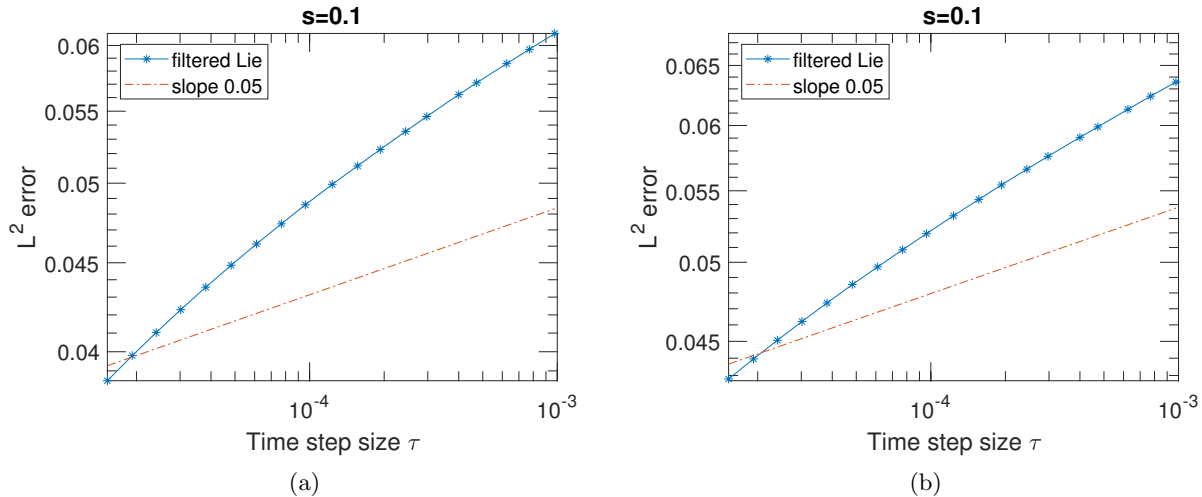 s=0.1
filtered Lie
slope 0.05
0.06
0.055
0.05
0.045
0.04
L² error
10⁻⁴
10⁻³
Time step size τ
(a)
s=0.1
filtered Lie
slope 0.05
0.065
0.06
0.055
0.05
0.045
L² error
10⁻⁴
10⁻³
Time step size τ
(b)